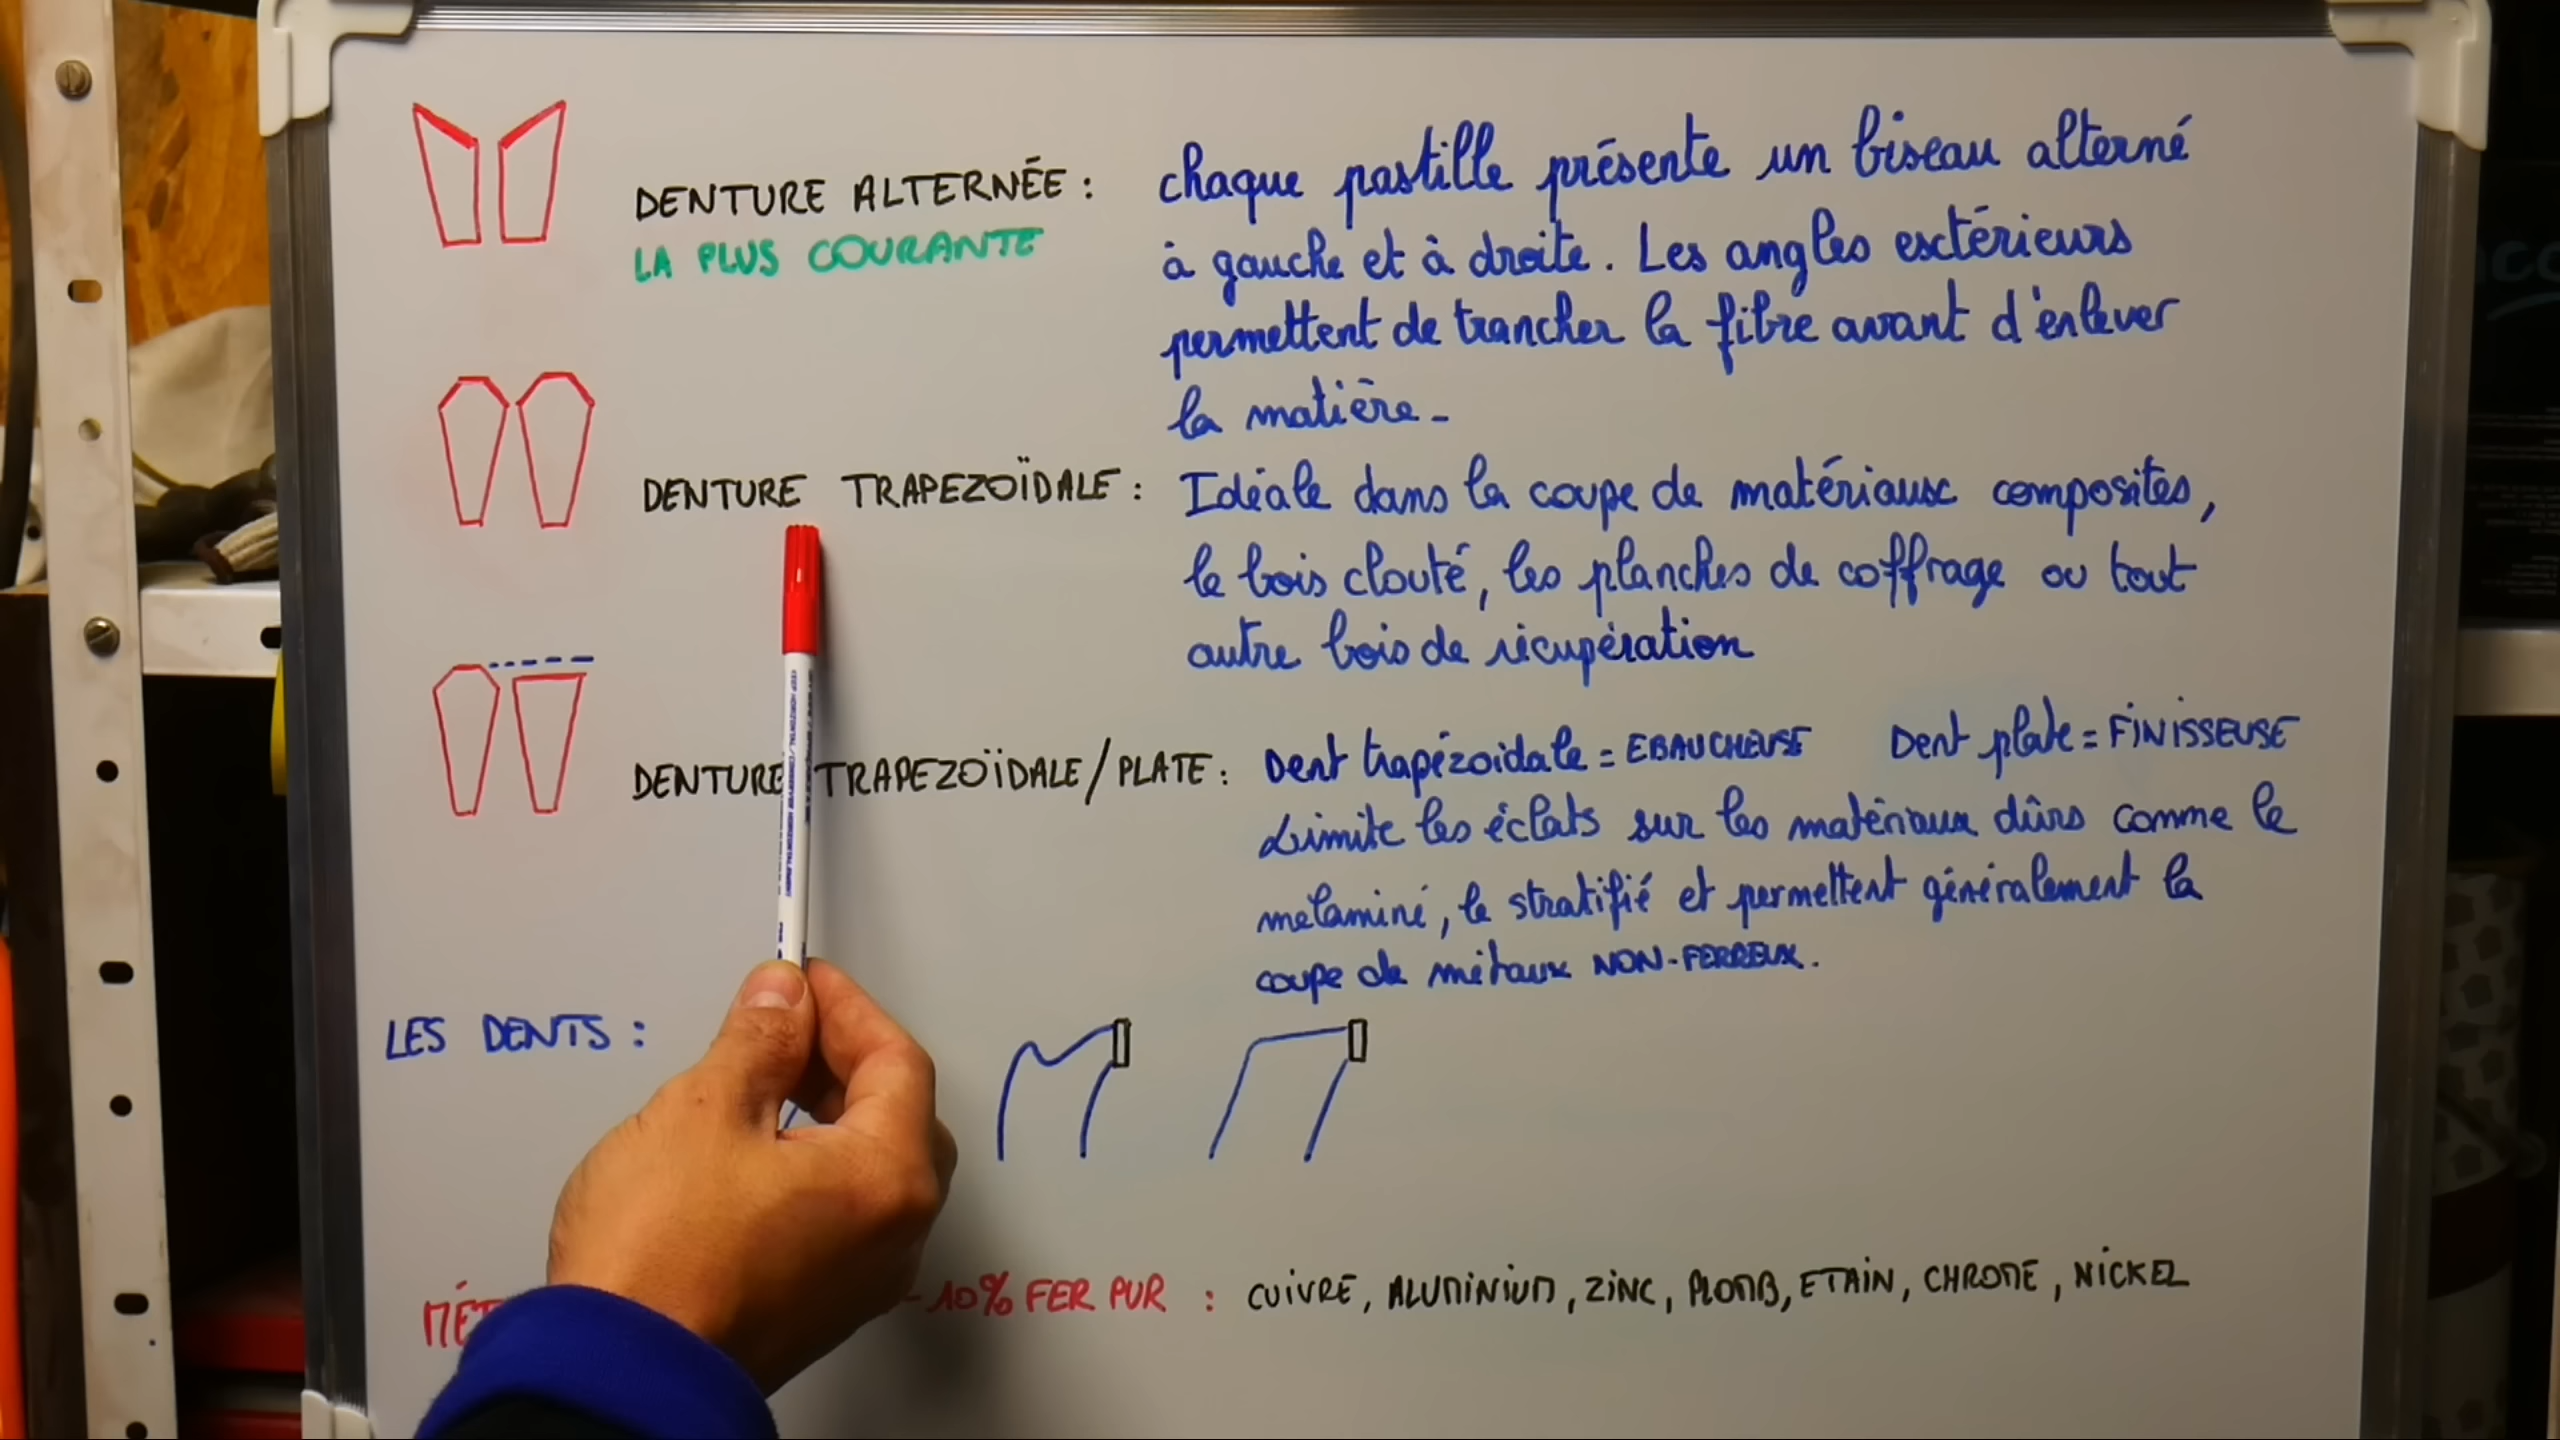 DENTURE ALTERNÉE : chaque pastille présente un biseau alterné
LA PLUS COURANTE
à gauche et à droite. Les angles extérieurs
permettent de trancher la fibre avant d'enlever
la matière-
DENTURE TRAPEZOÏDALE : Idéale dans la coupe de matériaux composites,
le bois clouté, les planches de coffrage ou tout
autre bois de récupération
DENTURE TRAPEZOÏDALE/PLATE : Dent trapézoidale = EBAUCHEUSE Dent plate = FINISSEUSE
Limite les éclats sur les matériaux dûrs comme le
melaminé, le stratifié et permettent généralement la
coupe de métaux NON-FERREUX.
LES DENTS :
MÉT
-10% FER PUR : CUIVRE, ALUMINIUM, ZINC, PLOMB, ETAIN, CHROME, NICKEL